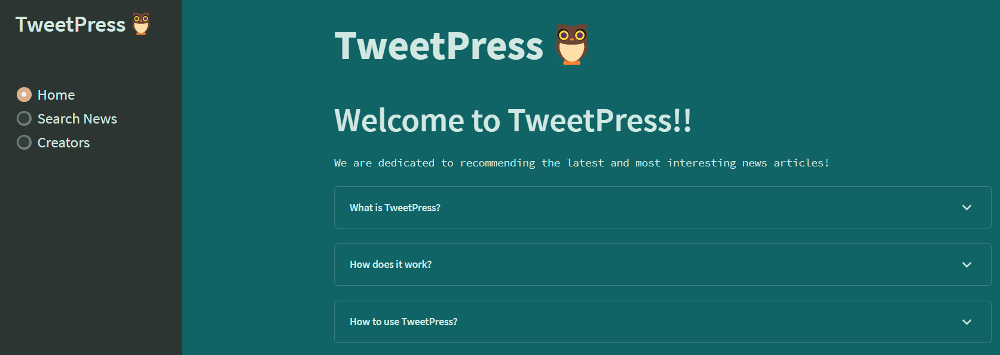 TweetPress
Home
Search News
Creators
TweetPress
Welcome to TweetPress!!
We are dedicated to recommending the latest and most interesting news articles!
What is TweetPress?
How does it work?
How to use TweetPress?